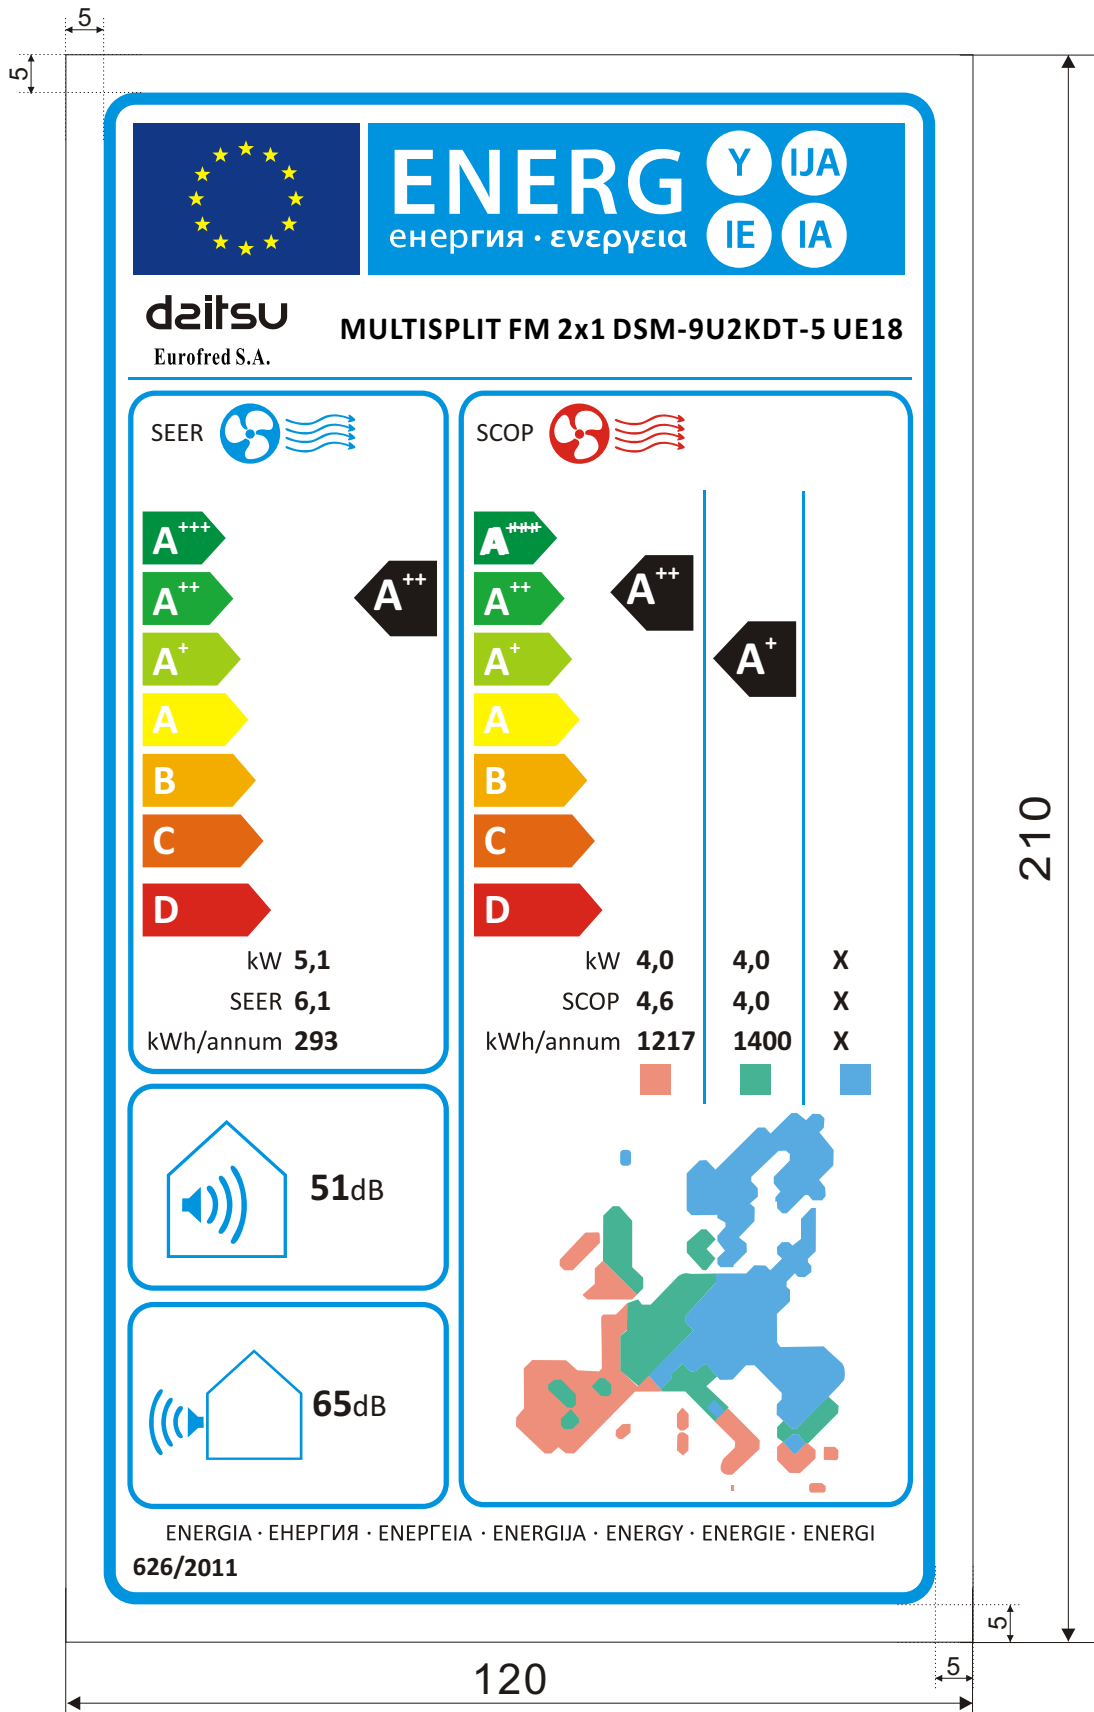 5
5
ENERG Y IJA
енергия · ενεργεια IE IA
daitsu
Eurofred S.A.
MULTISPLIT FM 2x1 DSM-9U2KDT-5 UE18
SEER
A+++
A++
A++
A+
A
B
C
D
kW 5,1
SEER 6,1
kWh/annum 293
SCOP
A++++
A++
A++
A+
A+
A
B
C
D
kW 4,0 4,0 X
SCOP 4,6 4,0 X
kWh/annum 1217 1400 X
51dB
65dB
ENERGIA · ЕНЕРГИЯ · ΕΝΕΡΓΕΙΑ · ENERGIJA · ENERGY · ENERGIE · ENERGI
626/2011
210
5
5
120